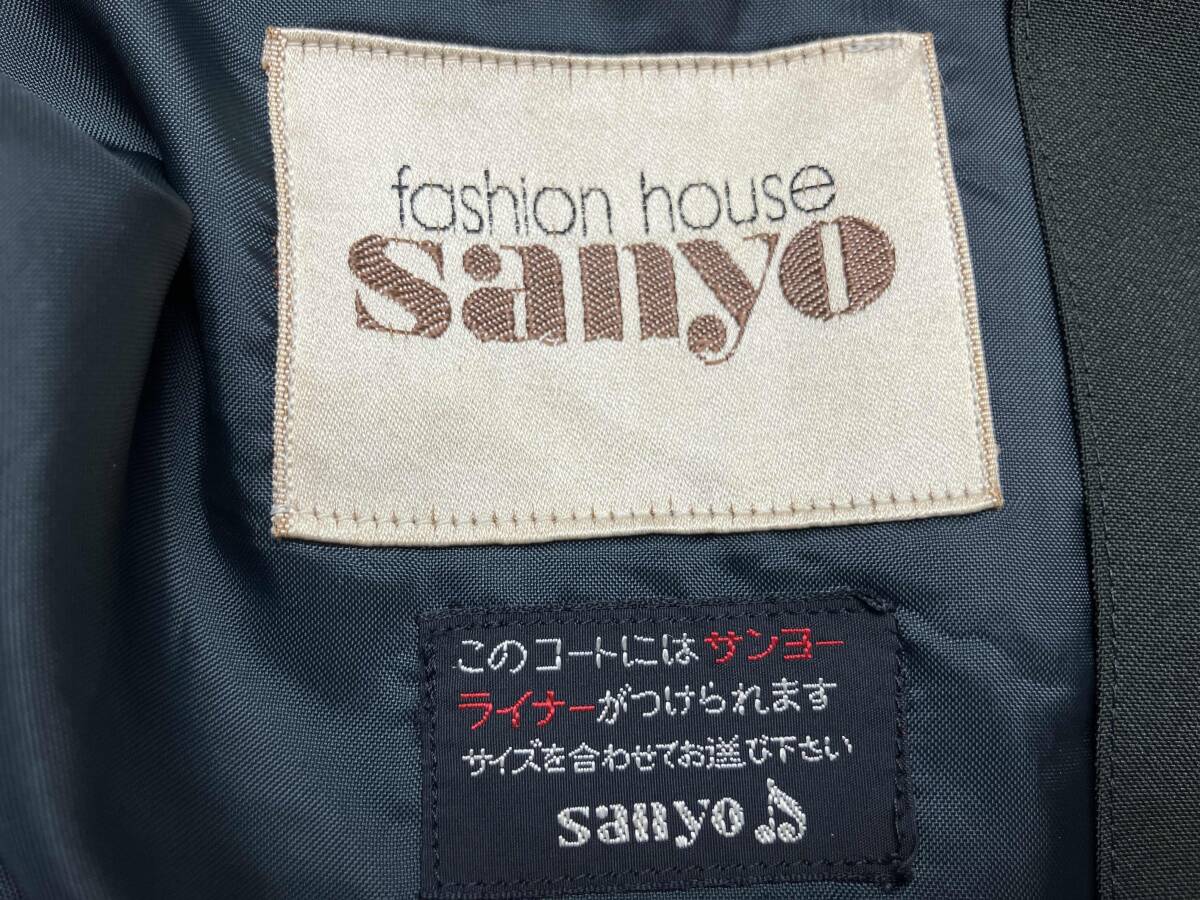 fashion house
sanyo
このコートにはサンヨー
ライナーがつけられます
サイズを合わせてお選び下さい
sanyo